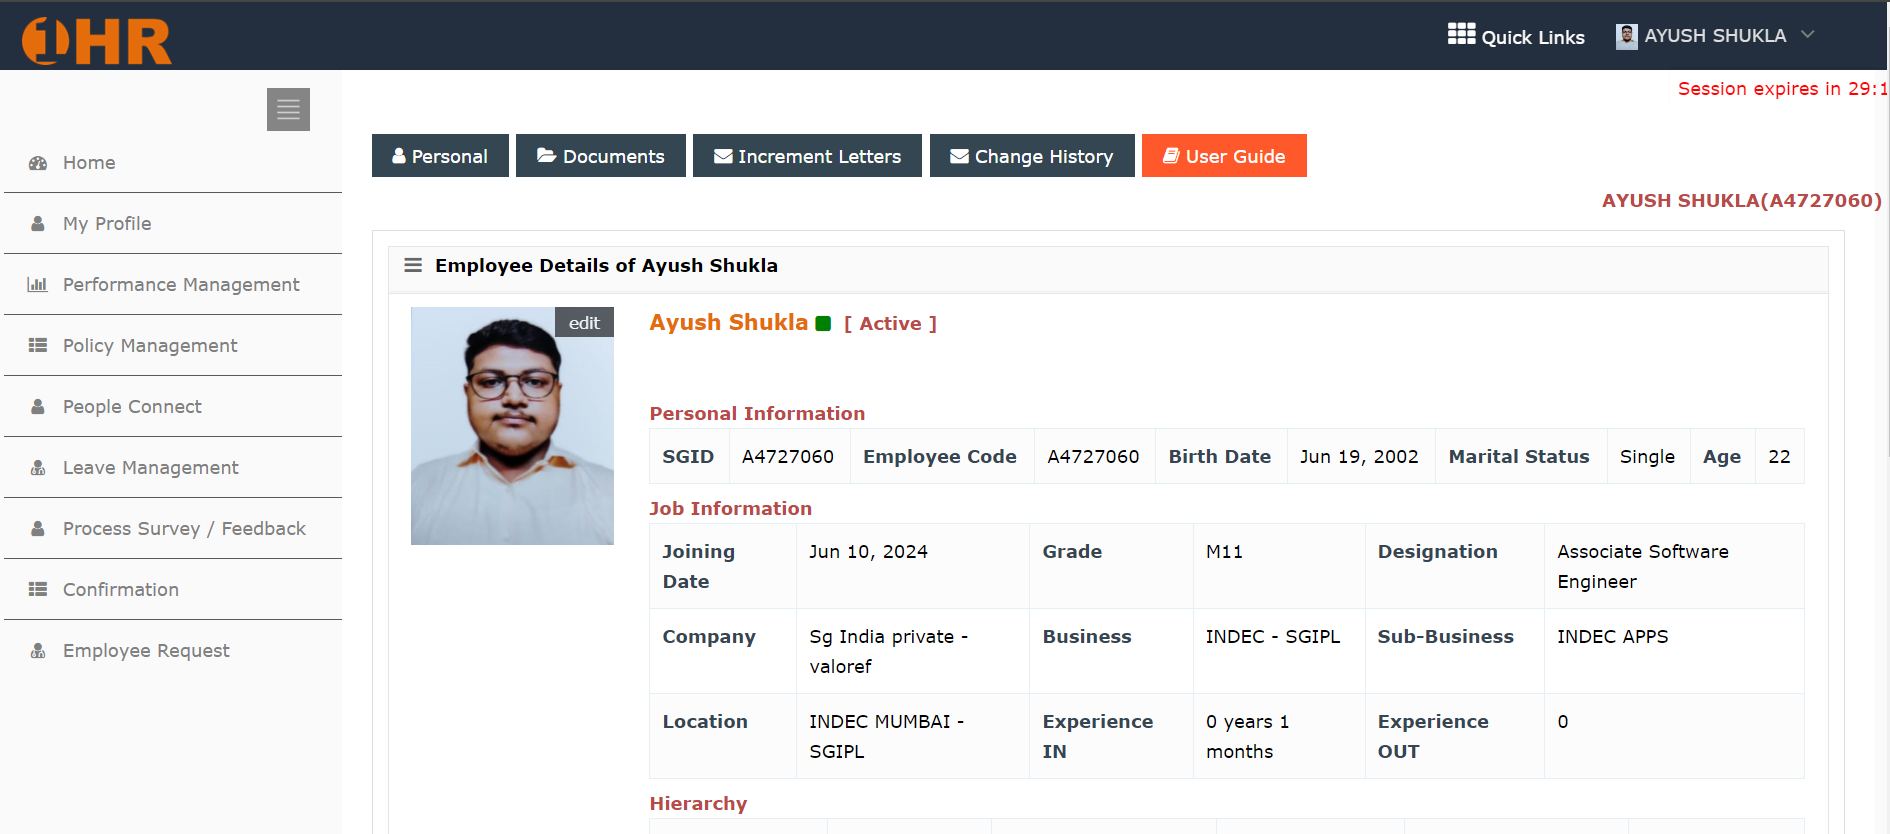 1HR
Quick Links
AYUSH SHUKLA
Session expires in 29:1
Home
My Profile
Performance Management
Policy Management
People Connect
Leave Management
Process Survey / Feedback
Confirmation
Employee Request
Personal
Documents
Increment Letters
Change History
User Guide
AYUSH SHUKLA(A4727060)
Employee Details of Ayush Shukla
edit
Ayush Shukla [ Active ]
Personal Information
SGID A4727060 Employee Code A4727060 Birth Date Jun 19, 2002 Marital Status Single Age 22
Job Information
Joining Date Jun 10, 2024 Grade M11 Designation Associate Software Engineer
Company Sg India private - valoref Business INDEC - SGIPL Sub-Business INDEC APPS
Location INDEC MUMBAI - SGIPL Experience IN 0 years 1 months Experience OUT 0
Hierarchy